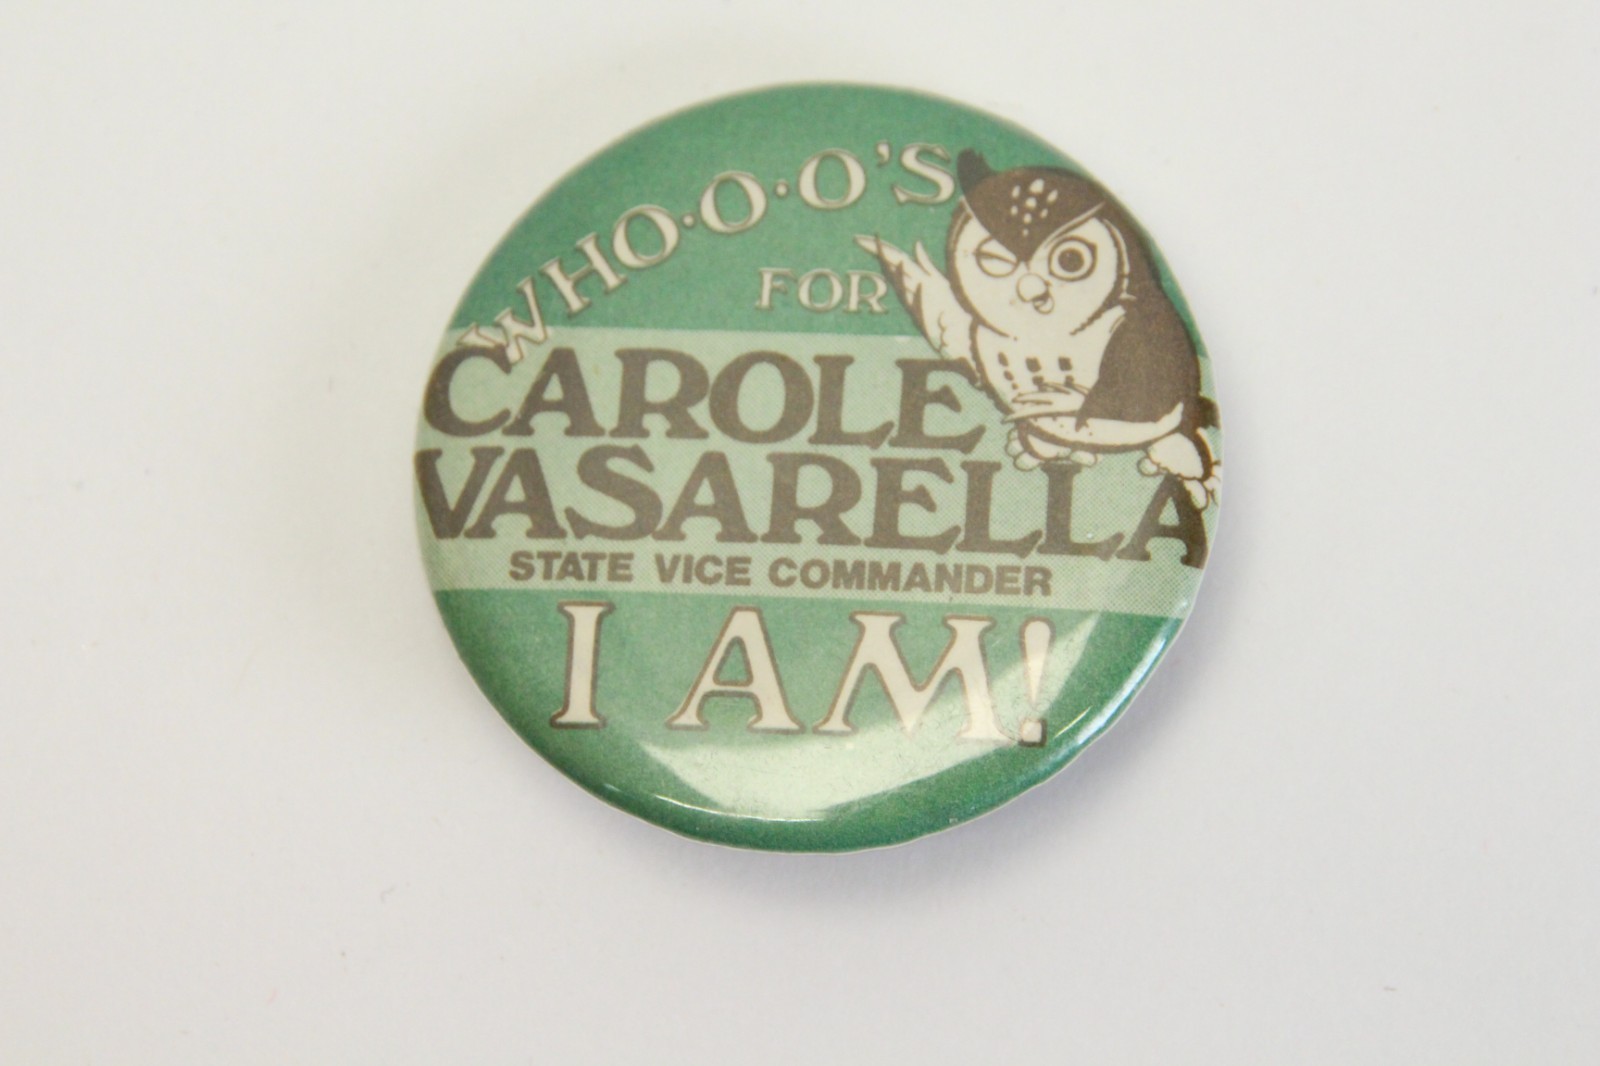 WHO·O·O'S
FOR
CAROLE
VASARELLA
STATE VICE COMMANDER
I AM!